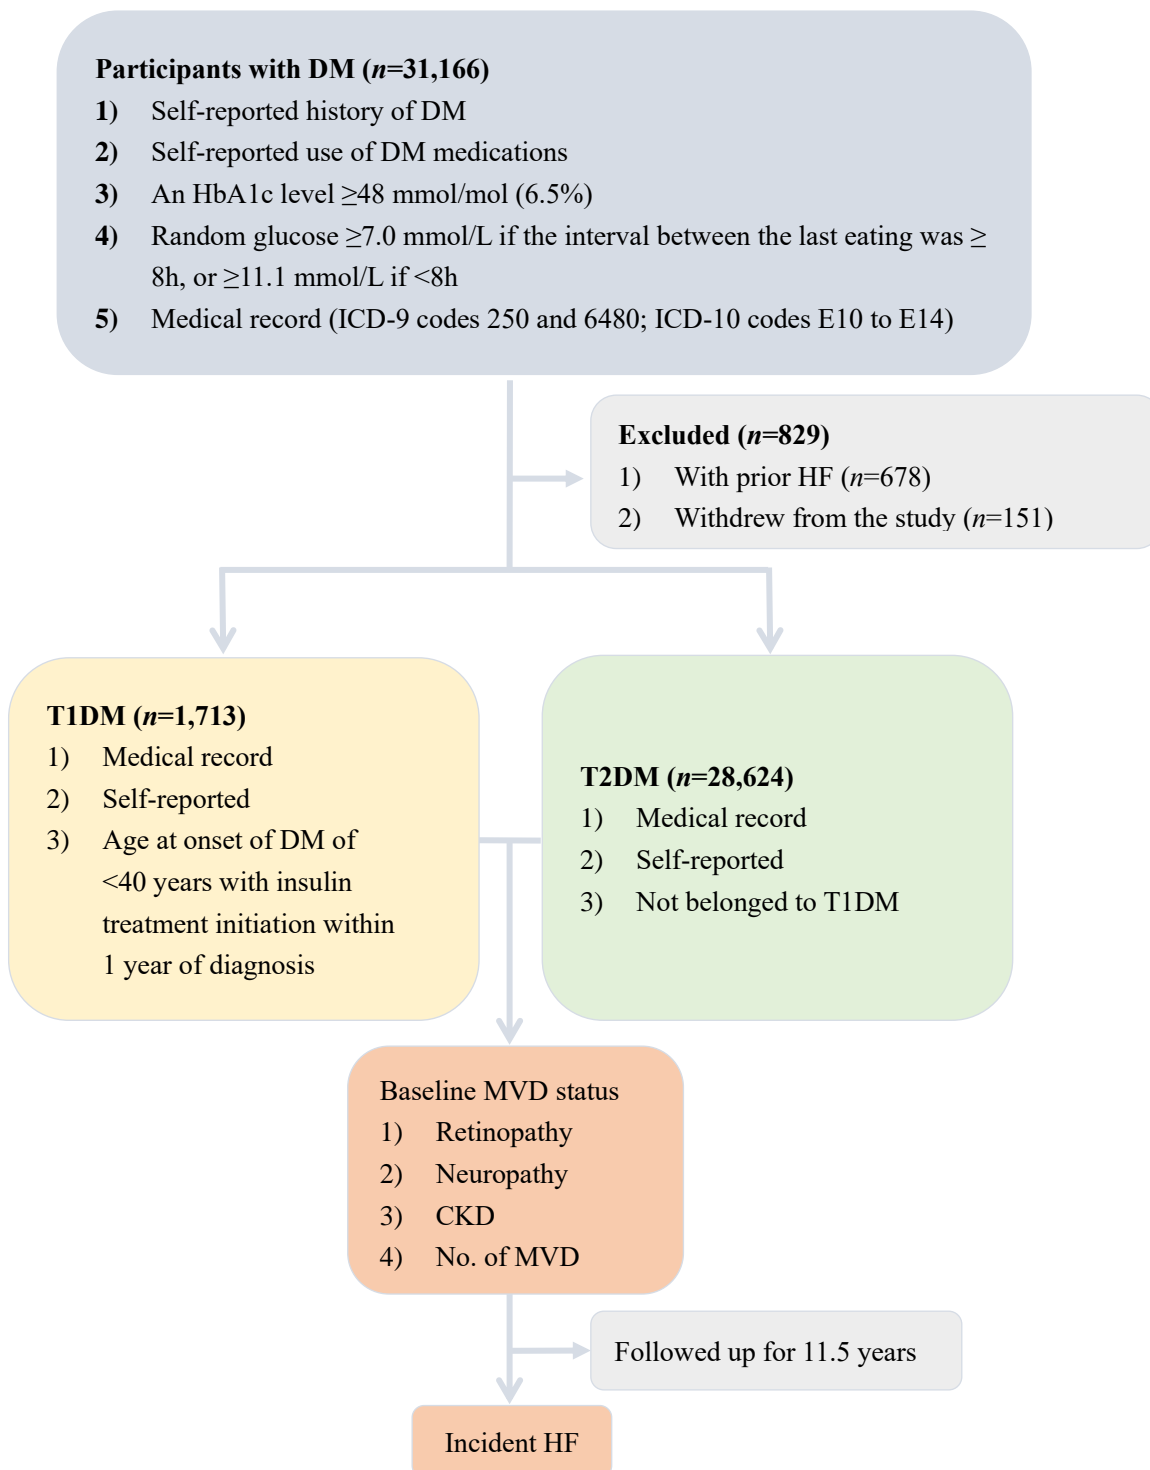 Participants with DM (n=31,166)
1) Self-reported history of DM
2) Self-reported use of DM medications
3) An HbA1c level ≥48 mmol/mol (6.5%)
4) Random glucose ≥7.0 mmol/L if the interval between the last eating was ≥
8h, or ≥11.1 mmol/L if <8h
5) Medical record (ICD-9 codes 250 and 6480; ICD-10 codes E10 to E14)
Excluded (n=829)
1) With prior HF (n=678)
2) Withdrew from the study (n=151)
T1DM (n=1,713)
1) Medical record
2) Self-reported
3) Age at onset of DM of
<40 years with insulin
treatment initiation within
1 year of diagnosis
T2DM (n=28,624)
1) Medical record
2) Self-reported
3) Not belonged to T1DM
Baseline MVD status
1) Retinopathy
2) Neuropathy
3) CKD
4) No. of MVD
Followed up for 11.5 years
Incident HF